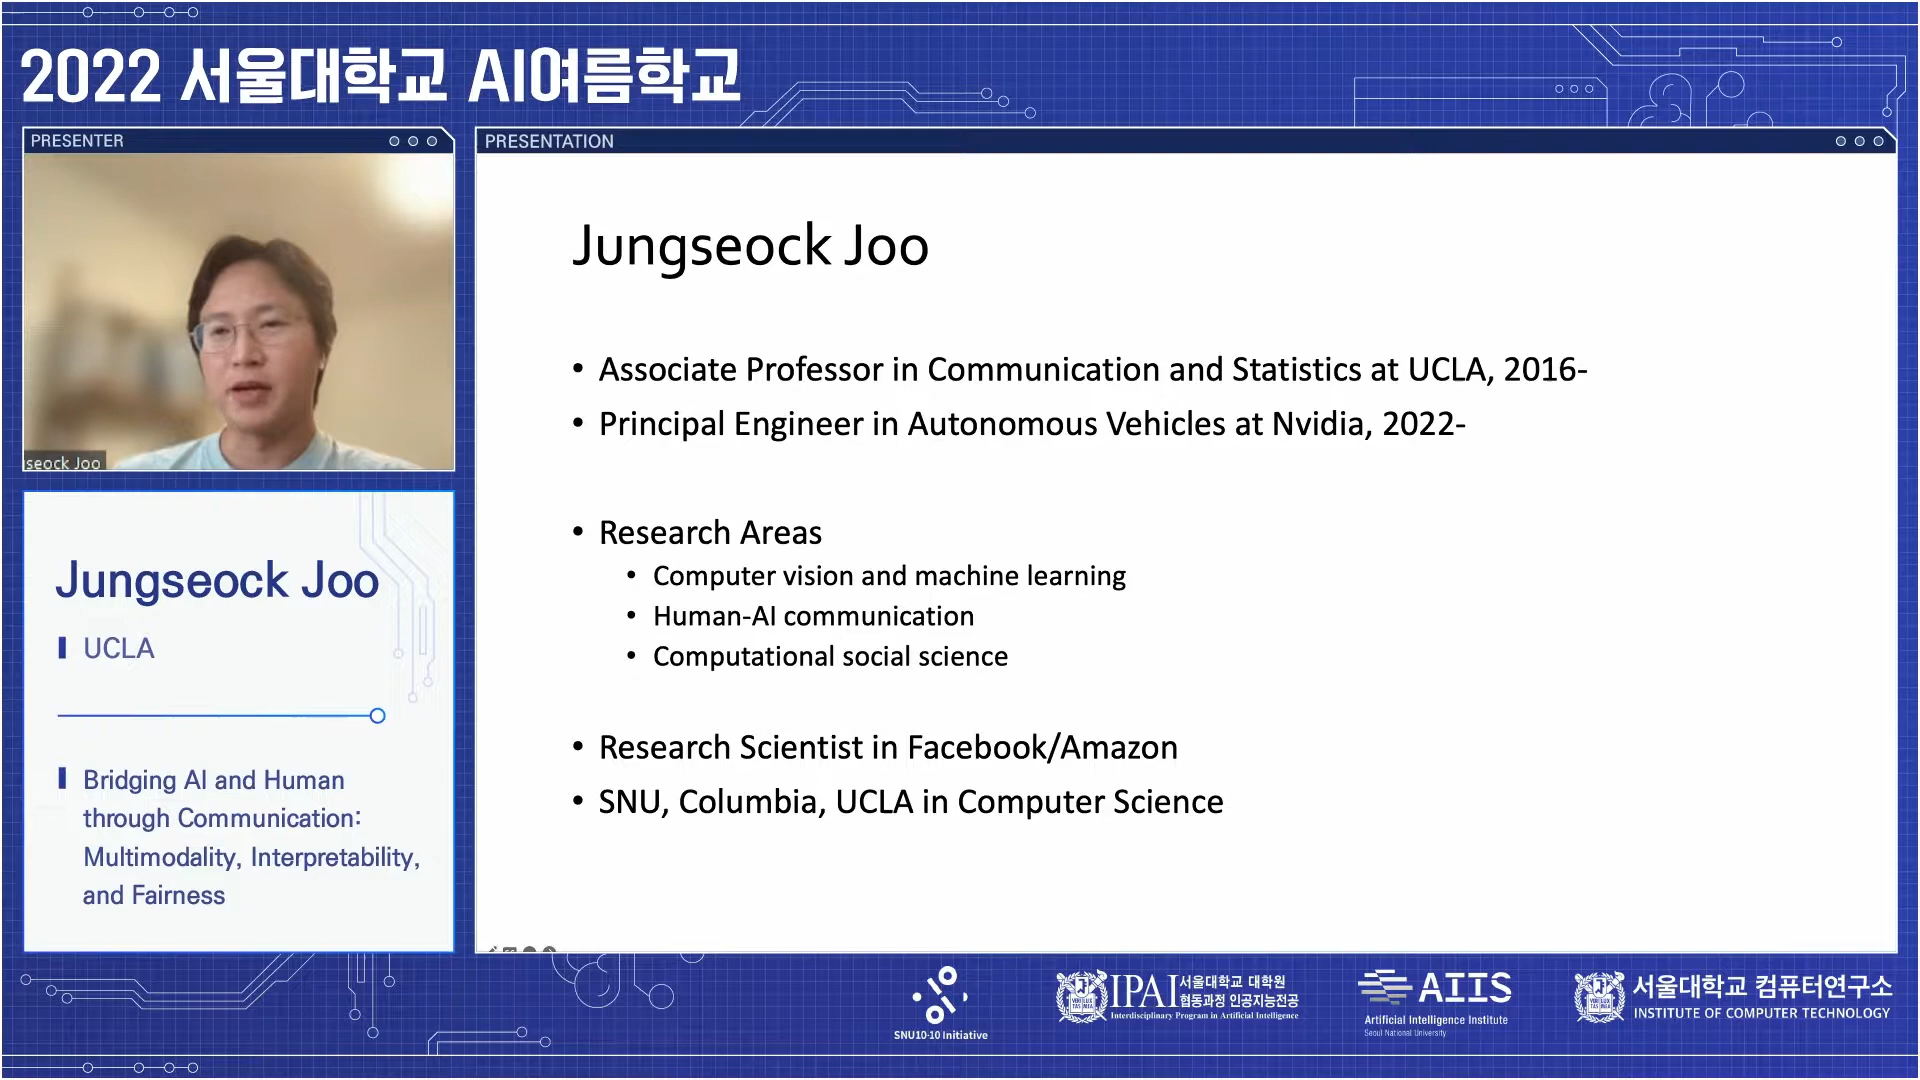 2022 서울대학교 AI여름학교
PRESENTER
seock Joo
Jungseock Joo
UCLA
Bridging AI and Human
through Communication:
Multimodality, Interpretability,
and Fairness
PRESENTATION
Jungseock Joo
• Associate Professor in Communication and Statistics at UCLA, 2016-
• Principal Engineer in Autonomous Vehicles at Nvidia, 2022-
• Research Areas
• Computer vision and machine learning
• Human-AI communication
• Computational social science
• Research Scientist in Facebook/Amazon
• SNU, Columbia, UCLA in Computer Science
SNU10·10 Initiative
IPAI 서울대학교 대학원
협동과정 인공지능전공
Interdisciplinary Program in Artificial Intelligence
AIIS
Artificial Intelligence Institute
Seoul National University
서울대학교 컴퓨터연구소
INSTITUTE OF COMPUTER TECHNOLOGY